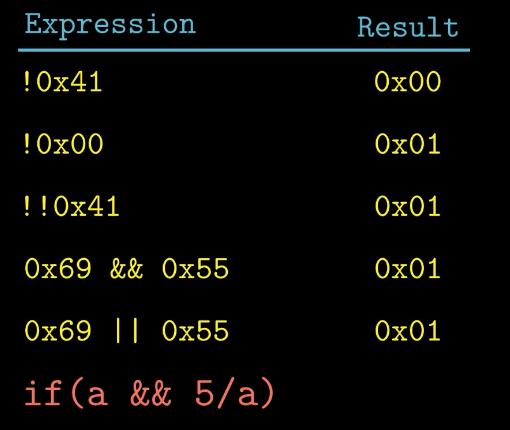 Expression Result
!0x41 0x00
!0x00 0x01
!!0x41 0x01
0x69 && 0x55 0x01
0x69 || 0x55 0x01
if(a && 5/a)